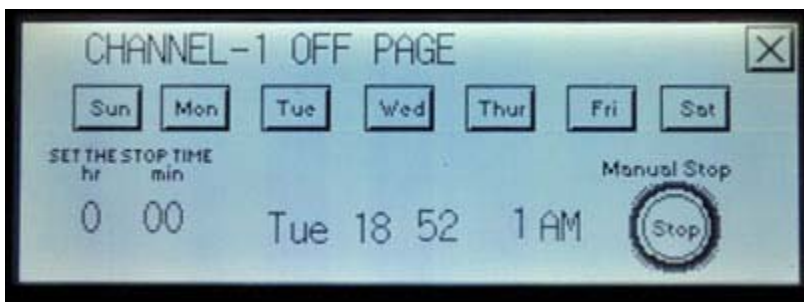 CHANNEL-1 OFF PAGE X
Sun Mon Tue Wed Thur Fri Sat
SET THE STOP TIME
hr min
Manual Stop
0 00 Tue 18 52 1 AM Stop